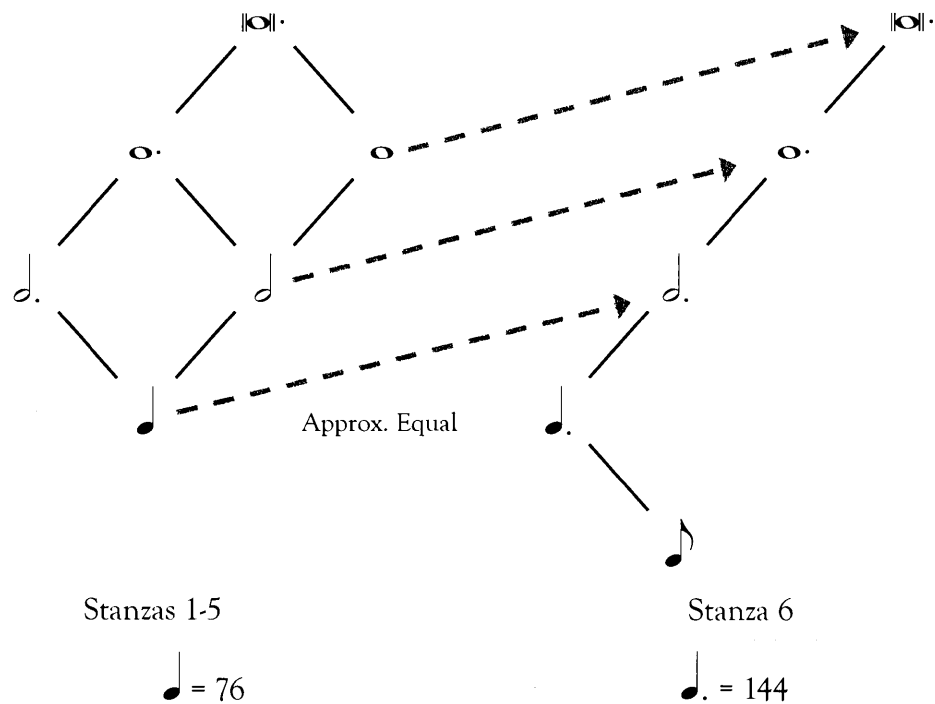 Approx. Equal
Stanzas 1-5
Stanza 6
♩ = 76
♩. = 144